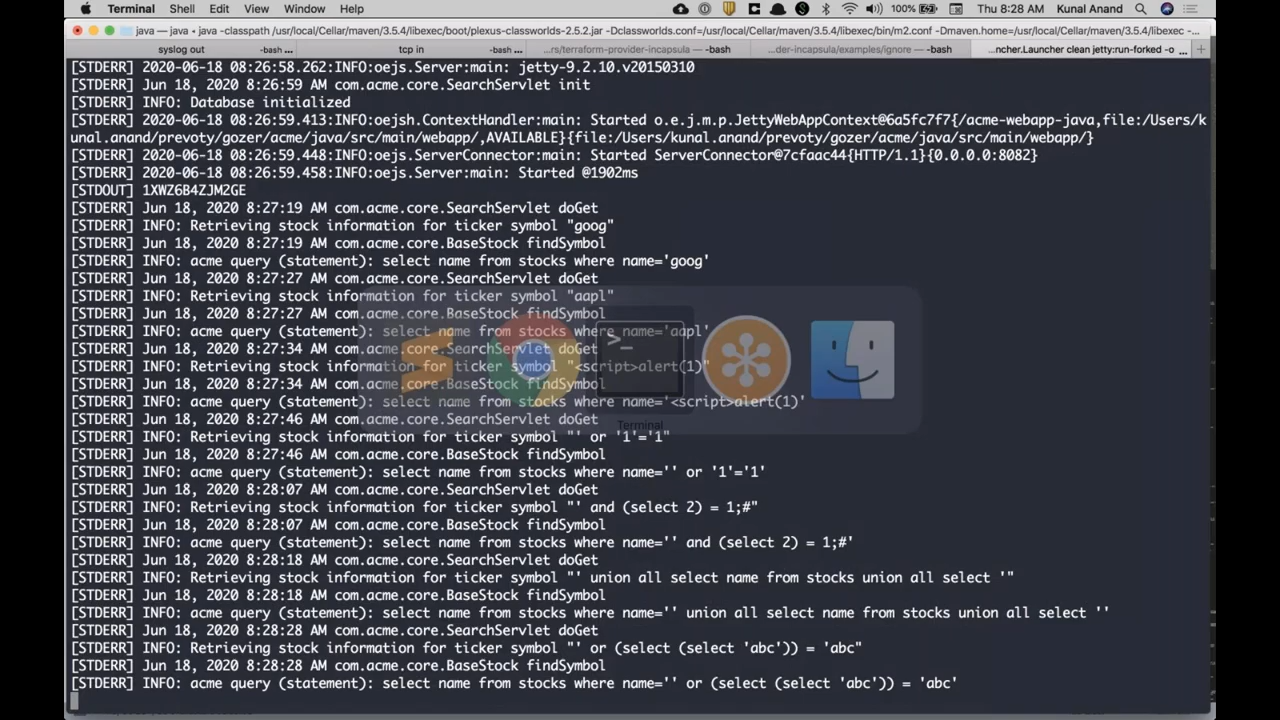 Terminal Shell Edit View Window Help 100% Thu 8:28 AM Kunal Anand
java — java ‹ java -classpath /usr/local/Cellar/maven/3.5.4/libexec/boot/plexus-classworlds-2.5.2.jar -Dclassworlds.conf=/usr/local/Cellar/maven/3.5.4/libexec/bin/m2.conf -Dmaven.home=/usr/local/Cellar/maven/3.5.4/libexec -...
syslog out -bash ... tcp in -bash ... ...rs/terraform-provider-incapsula — -bash ...der-incapsula/examples/ignore — -bash ...ncher.Launcher clean jetty:run-forked -o ...
[STDERR] 2020-06-18 08:26:58.262:INFO:oejs.Server:main: jetty-9.2.10.v20150310
[STDERR] Jun 18, 2020 8:26:59 AM com.acme.core.SearchServlet init
[STDERR] INFO: Database initialized
[STDERR] 2020-06-18 08:26:59.413:INFO:oejsh.ContextHandler:main: Started o.e.j.m.p.JettyWebAppContext@6a5fc7f7{/acme-webapp-java,file:/Users/k
unal.anand/prevoty/gozer/acme/java/src/main/webapp/,AVAILABLE}{file:/Users/kunal.anand/prevoty/gozer/acme/java/src/main/webapp/}
[STDERR] 2020-06-18 08:26:59.448:INFO:oejs.ServerConnector:main: Started ServerConnector@7cfaac44{HTTP/1.1}{0.0.0.0:8082}
[STDERR] 2020-06-18 08:26:59.458:INFO:oejs.Server:main: Started @1902ms
[STDOUT] 1XWZ6B4ZJM2GE
[STDERR] Jun 18, 2020 8:27:19 AM com.acme.core.SearchServlet doGet
[STDERR] INFO: Retrieving stock information for ticker symbol "goog"
[STDERR] Jun 18, 2020 8:27:19 AM com.acme.core.BaseStock findSymbol
[STDERR] INFO: acme query (statement): select name from stocks where name='goog'
[STDERR] Jun 18, 2020 8:27:27 AM com.acme.core.SearchServlet doGet
[STDERR] INFO: Retrieving stock information for ticker symbol "aapl"
[STDERR] Jun 18, 2020 8:27:27 AM com.acme.core.BaseStock findSymbol
[STDERR] INFO: acme query (statement): select name from stocks where name='aapl'
[STDERR] Jun 18, 2020 8:27:34 AM com.acme.core.SearchServlet doGet
[STDERR] INFO: Retrieving stock information for ticker symbol "<script>alert(1)"
[STDERR] Jun 18, 2020 8:27:34 AM com.acme.core.BaseStock findSymbol
[STDERR] INFO: acme query (statement): select name from stocks where name='<script>alert(1)'
[STDERR] Jun 18, 2020 8:27:46 AM com.acme.core.SearchServlet doGet
Terminal
[STDERR] INFO: Retrieving stock information for ticker symbol "' or '1'='1"
[STDERR] Jun 18, 2020 8:27:46 AM com.acme.core.BaseStock findSymbol
[STDERR] INFO: acme query (statement): select name from stocks where name='' or '1'='1'
[STDERR] Jun 18, 2020 8:28:07 AM com.acme.core.SearchServlet doGet
[STDERR] INFO: Retrieving stock information for ticker symbol "' and (select 2) = 1;#"
[STDERR] Jun 18, 2020 8:28:07 AM com.acme.core.BaseStock findSymbol
[STDERR] INFO: acme query (statement): select name from stocks where name='' and (select 2) = 1;#'
[STDERR] Jun 18, 2020 8:28:18 AM com.acme.core.SearchServlet doGet
[STDERR] INFO: Retrieving stock information for ticker symbol "' union all select name from stocks union all select '"
[STDERR] Jun 18, 2020 8:28:18 AM com.acme.core.BaseStock findSymbol
[STDERR] INFO: acme query (statement): select name from stocks where name='' union all select name from stocks union all select ''
[STDERR] Jun 18, 2020 8:28:28 AM com.acme.core.SearchServlet doGet
[STDERR] INFO: Retrieving stock information for ticker symbol "' or (select (select 'abc')) = 'abc"
[STDERR] Jun 18, 2020 8:28:28 AM com.acme.core.BaseStock findSymbol
[STDERR] INFO: acme query (statement): select name from stocks where name='' or (select (select 'abc')) = 'abc'